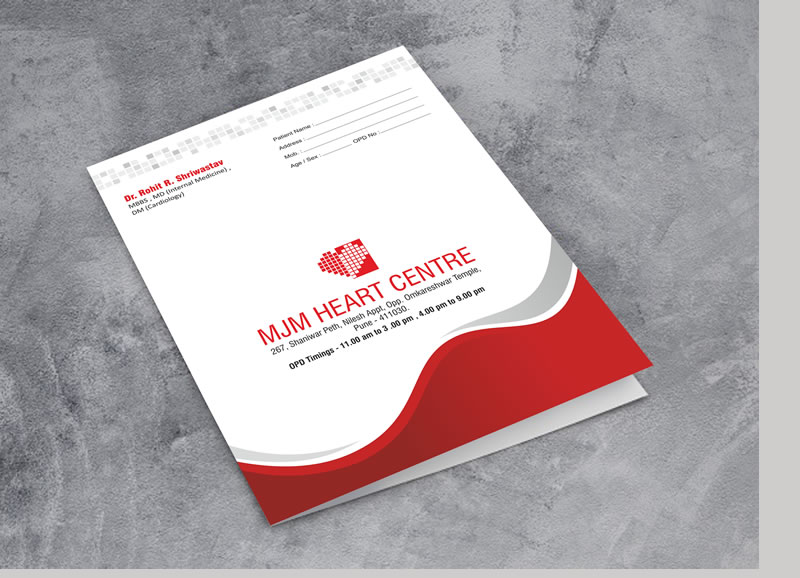 Patient Name :
Address :
Mob. : OPD No :
Age / Sex :
Dr. Rohit R. Shriwastav
MBBS , MD (Internal Medicine) ,
DM (Cardiology)
MJM HEART CENTRE
267, Shaniwar Peth, Nilesh Appt, Opp. Omkareshwar Temple,
Pune - 411030.
OPD Timings - 11.00 am to 3 .00 pm , 4.00 pm to 9.00 pm